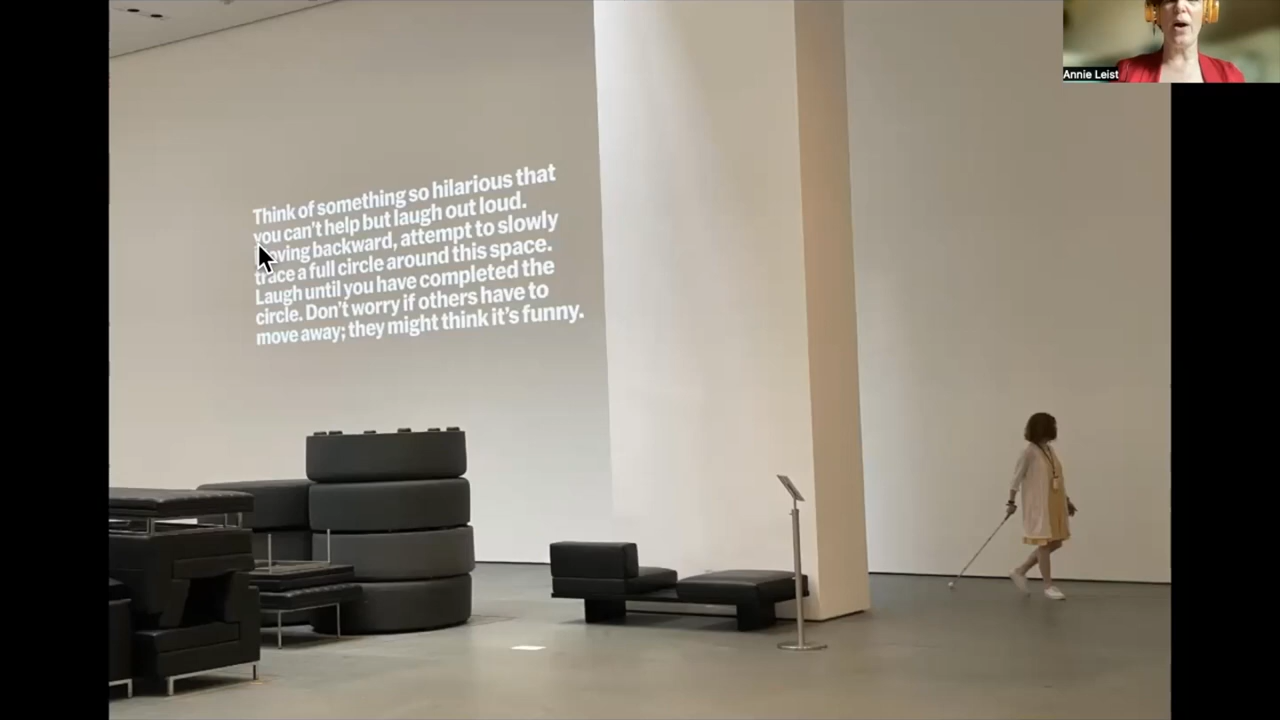 Think of something so hilarious that
you can't help but laugh out loud.
Moving backward, attempt to slowly
trace a full circle around this space.
Laugh until you have completed the
circle. Don't worry if others have to
move away; they might think it's funny.
Annie Leist